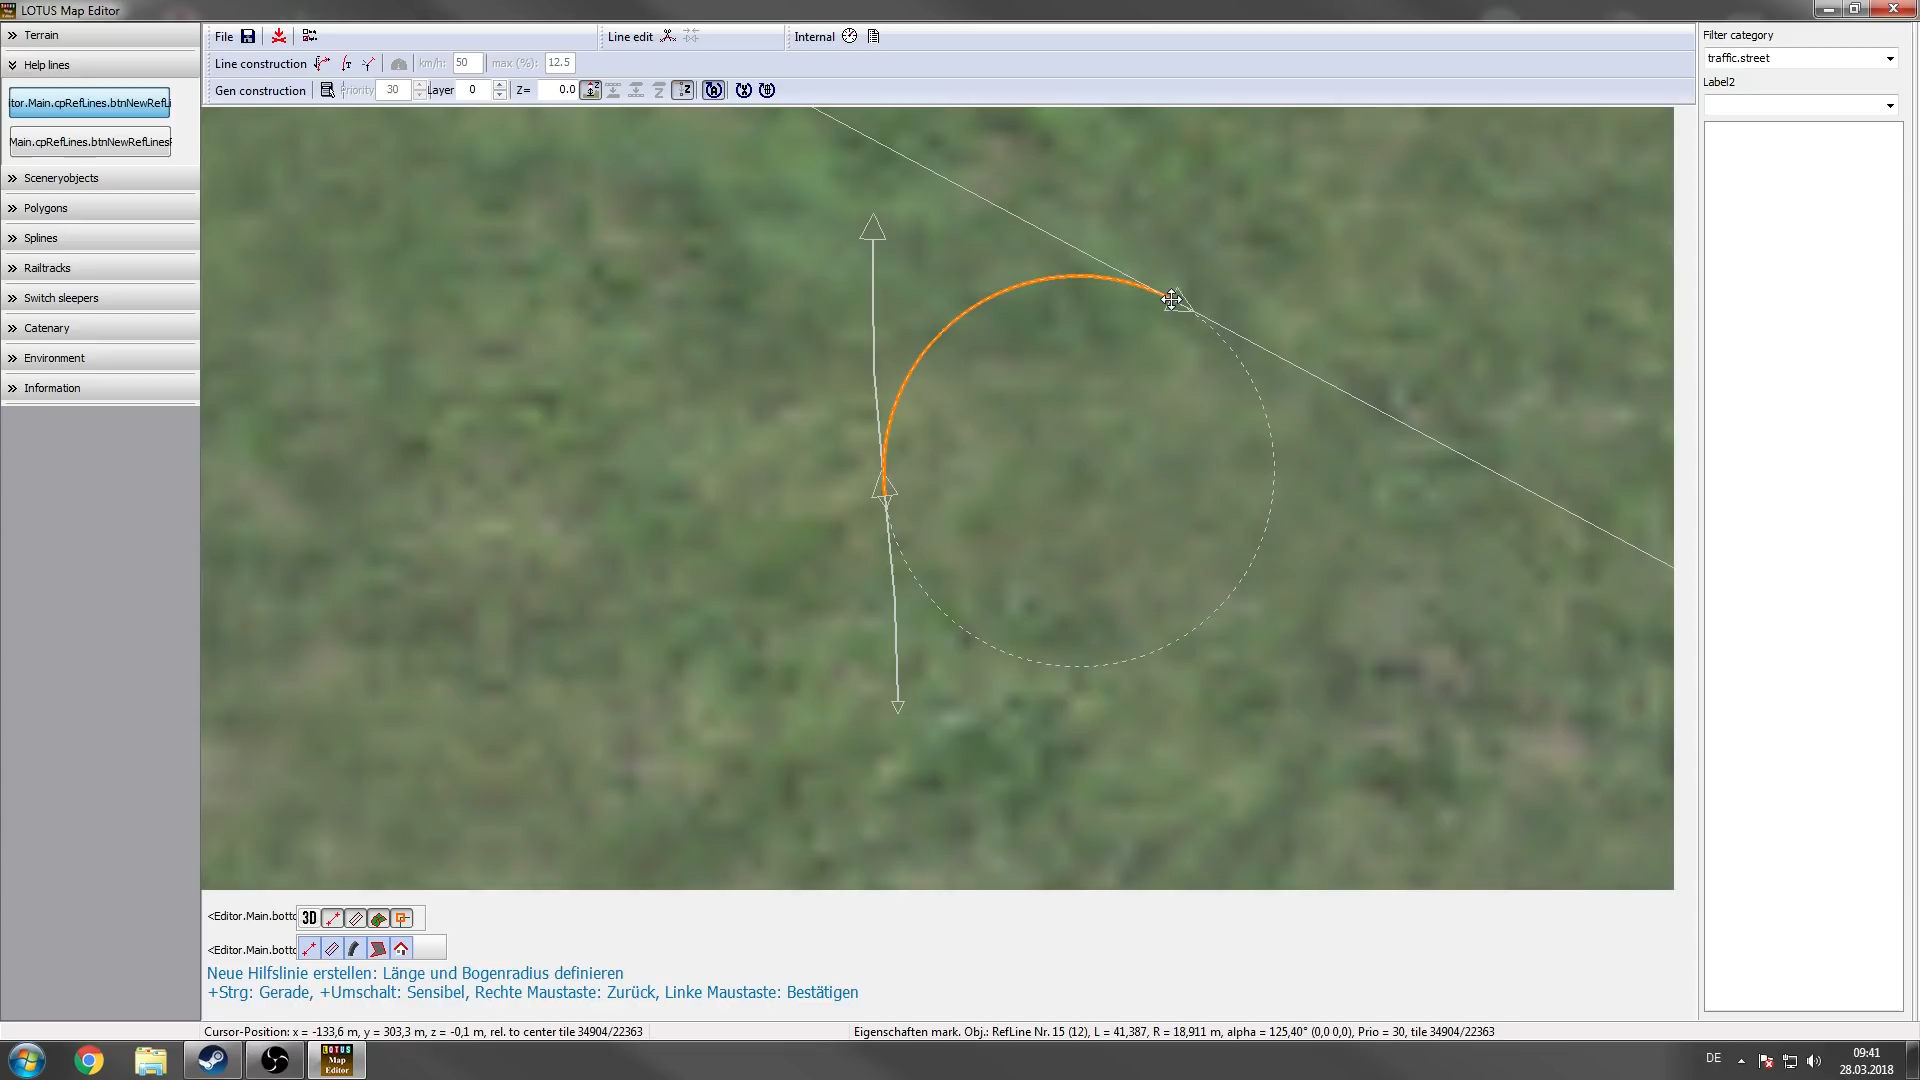 LOTUS Map Editor
Terrain
Help lines
itor.Main.cpRefLines.btnNewRefLi
Main.cpRefLines.btnNewRefLines
Sceneryobjects
Polygons
Splines
Railtracks
Switch sleepers
Catenary
Environment
Information
File
Line edit
Internal
Line construction
km/h: 50
max (%): 12.5
Gen construction
Priority 30
Layer 0
Z= 0.0
Filter category
traffic.street
Label2
<Editor.Main.botto
3D
<Editor.Main.botto
Neue Hilfslinie erstellen: Länge und Bogenradius definieren
+Strg: Gerade, +Umschalt: Sensibel, Rechte Maustaste: Zurück, Linke Maustaste: Bestätigen
Cursor-Position: x = -133,6 m, y = 303,3 m, z = -0,1 m, rel. to center tile 34904/22363
Eigenschaften mark. Obj.: RefLine Nr. 15 (12), L = 41,387, R = 18,911 m, alpha = 125,40° (0,0 0,0), Prio = 30, tile 34904/22363
LOTUS
Map
Editor
DE
09:41
28.03.2018